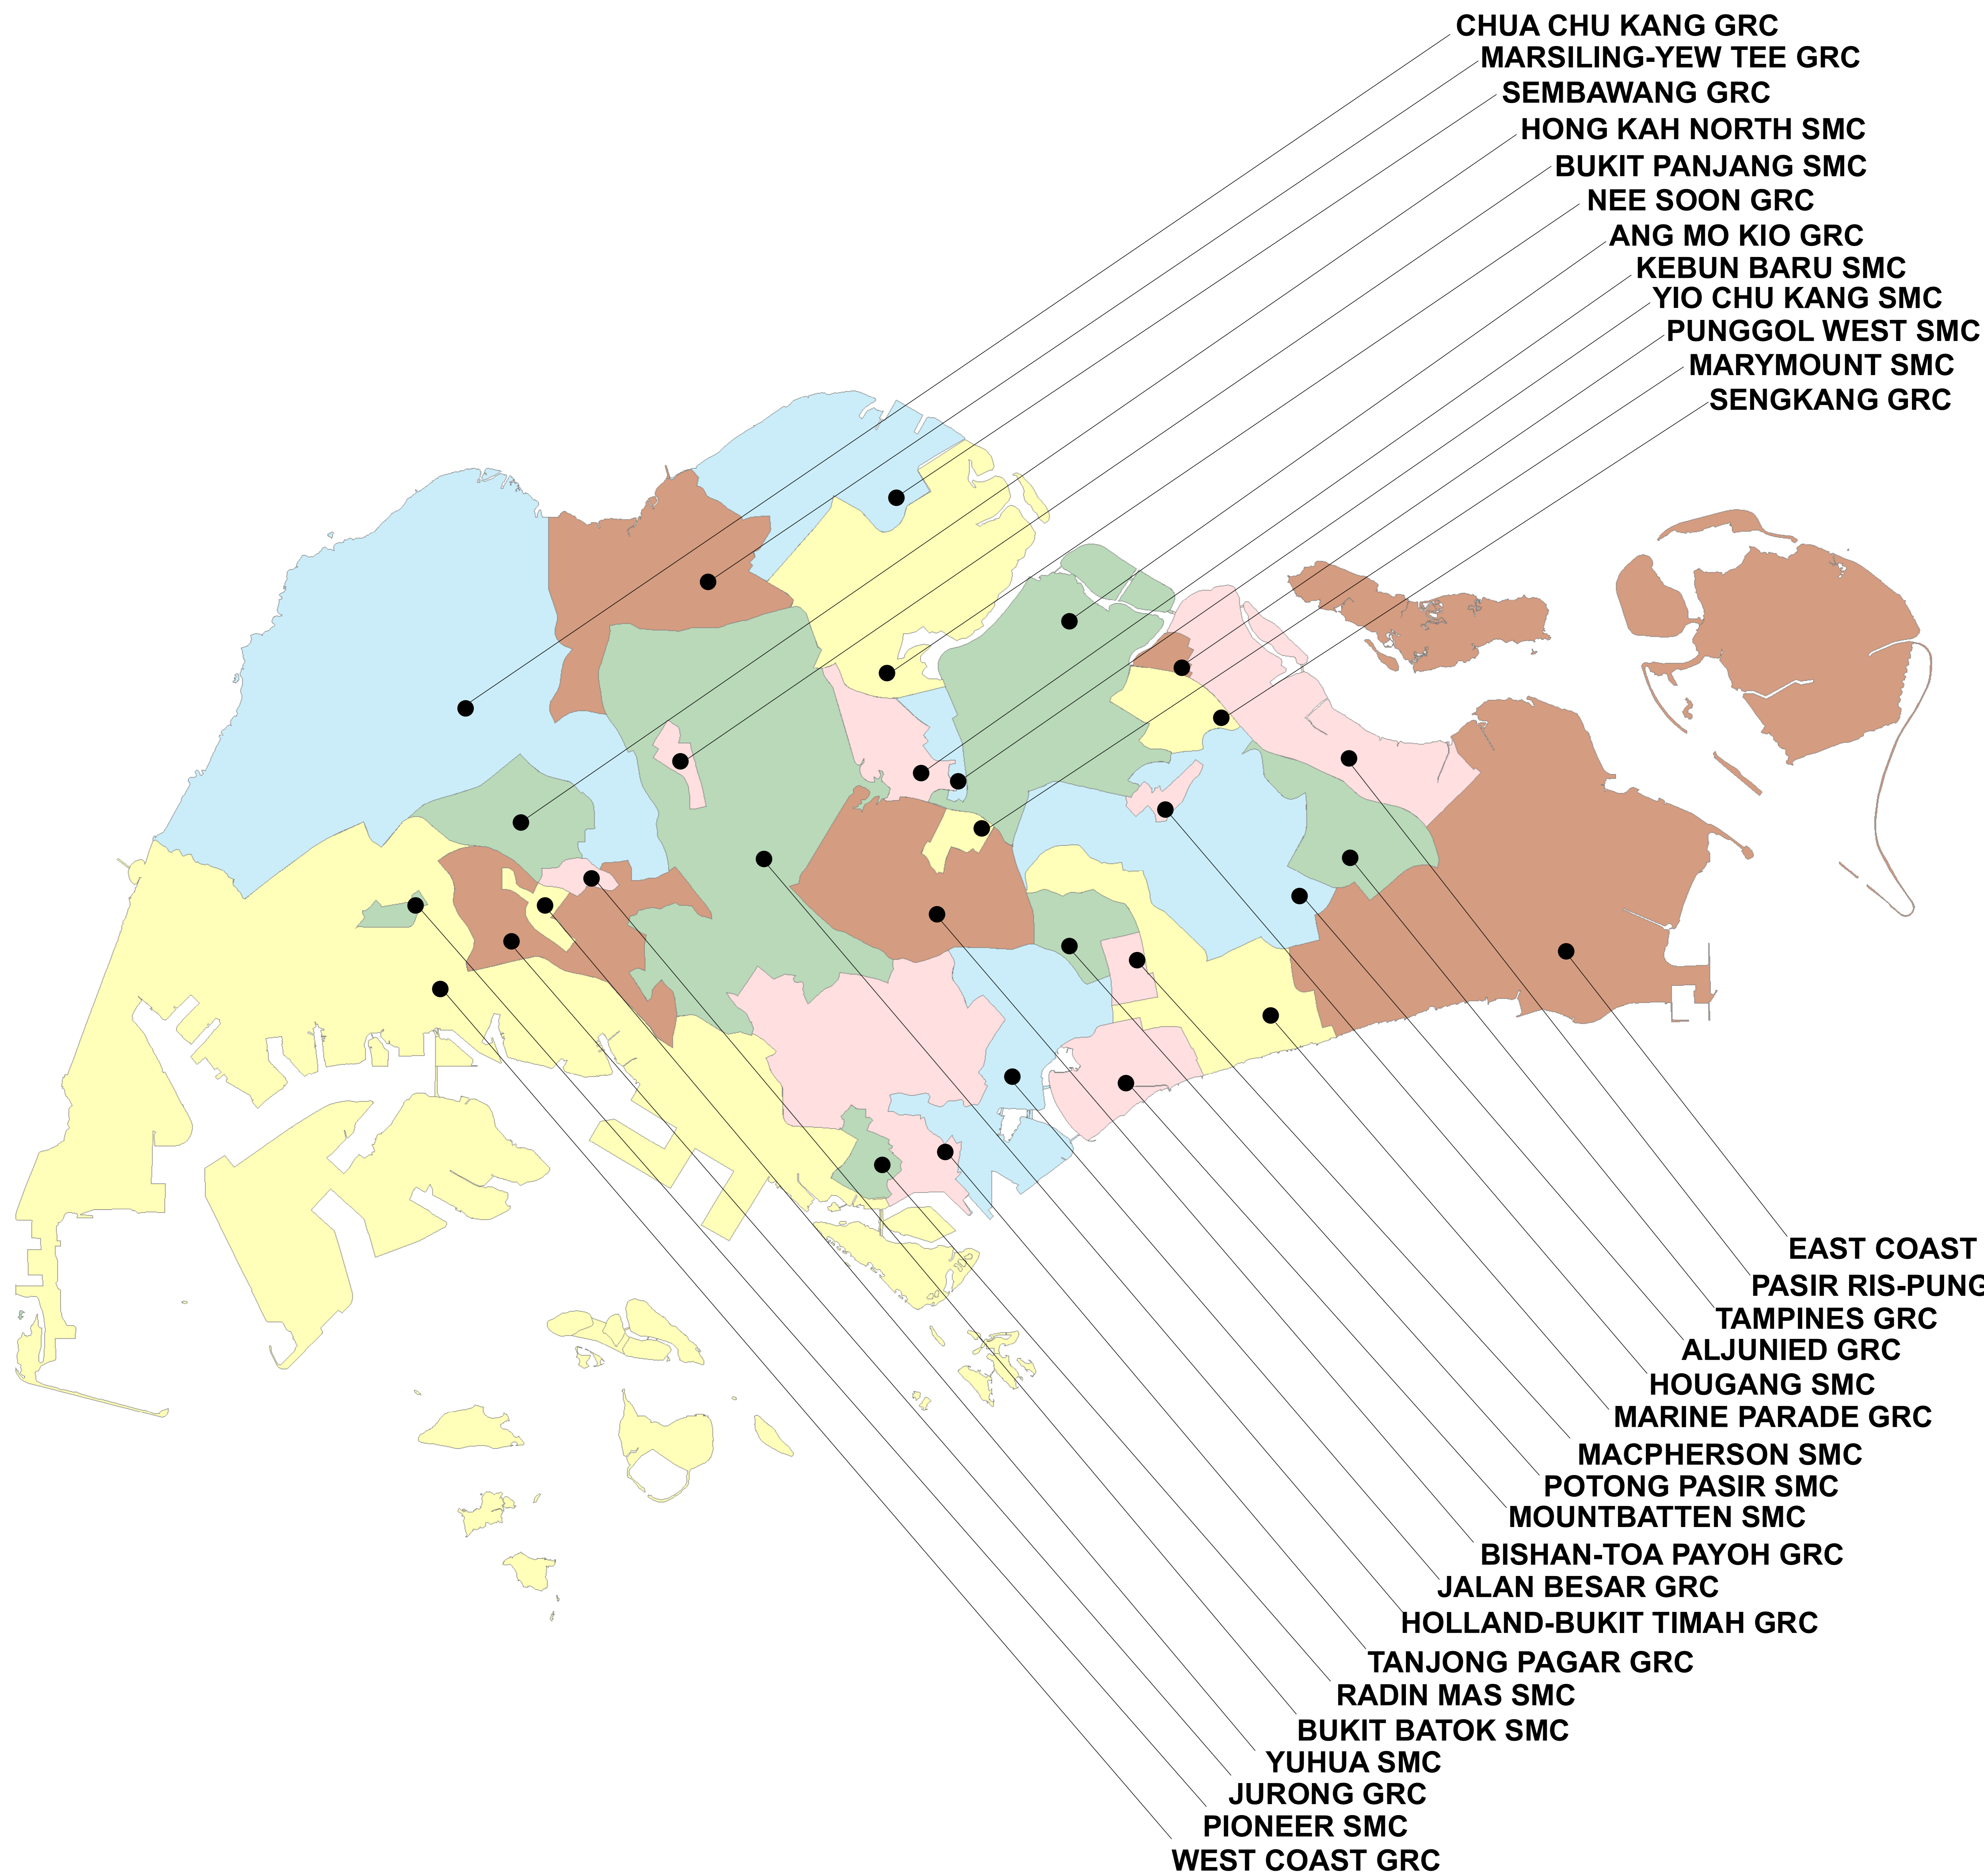 CHUA CHU KANG GRC
MARSILING-YEW TEE GRC
SEMBAWANG GRC
HONG KAH NORTH SMC
BUKIT PANJANG SMC
NEE SOON GRC
ANG MO KIO GRC
KEBUN BARU SMC
YIO CHU KANG SMC
PUNGGOL WEST SMC
MARYMOUNT SMC
SENGKANG GRC
EAST COAST
PASIR RIS-PUNG
TAMPINES GRC
ALJUNIED GRC
HOUGANG SMC
MARINE PARADE GRC
MACPHERSON SMC
POTONG PASIR SMC
MOUNTBATTEN SMC
BISHAN-TOA PAYOH GRC
JALAN BESAR GRC
HOLLAND-BUKIT TIMAH GRC
TANJONG PAGAR GRC
RADIN MAS SMC
BUKIT BATOK SMC
YUHUA SMC
JURONG GRC
PIONEER SMC
WEST COAST GRC